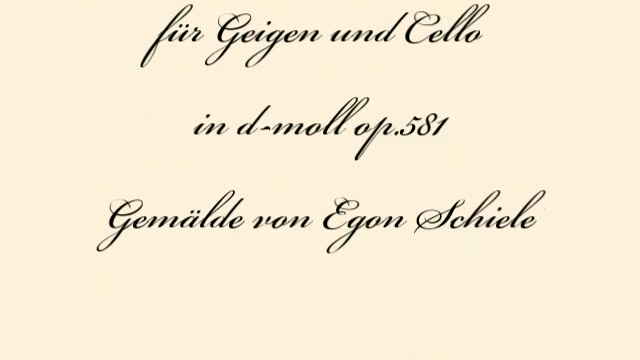 für Geigen und Cello
in d-moll op.581
Gemälde von Egon Schiele